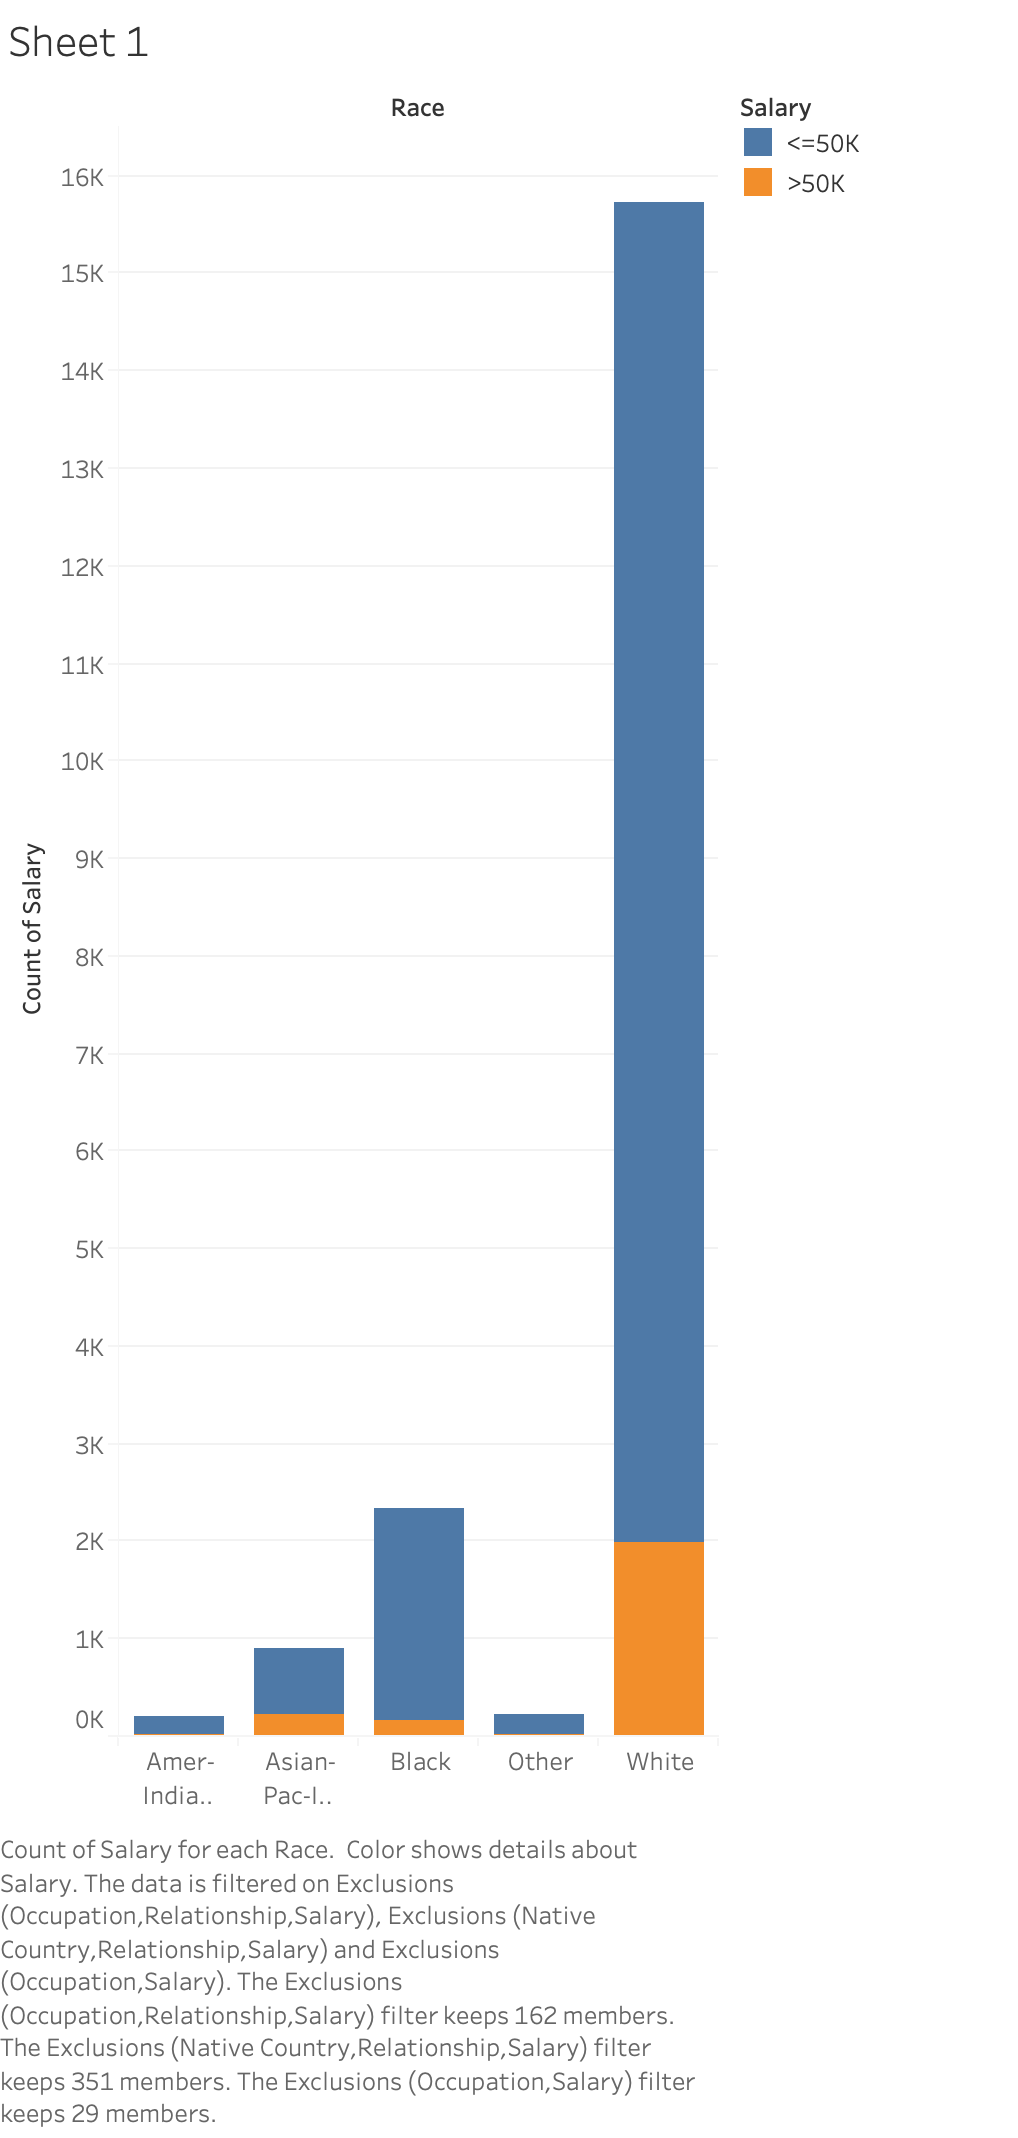 Sheet 1
Race
Salary
<=50K
>50K
16K
15K
14K
13K
12K
11K
10K
9K
8K
7K
6K
5K
4K
3K
2K
1K
0K
Count of Salary
Amer-
India..
Asian-
Pac-I..
Black
Other
White
Count of Salary for each Race.  Color shows details about
Salary. The data is filtered on Exclusions
(Occupation,Relationship,Salary), Exclusions (Native
Country,Relationship,Salary) and Exclusions
(Occupation,Salary). The Exclusions
(Occupation,Relationship,Salary) filter keeps 162 members.
The Exclusions (Native Country,Relationship,Salary) filter
keeps 351 members. The Exclusions (Occupation,Salary) filter
keeps 29 members.